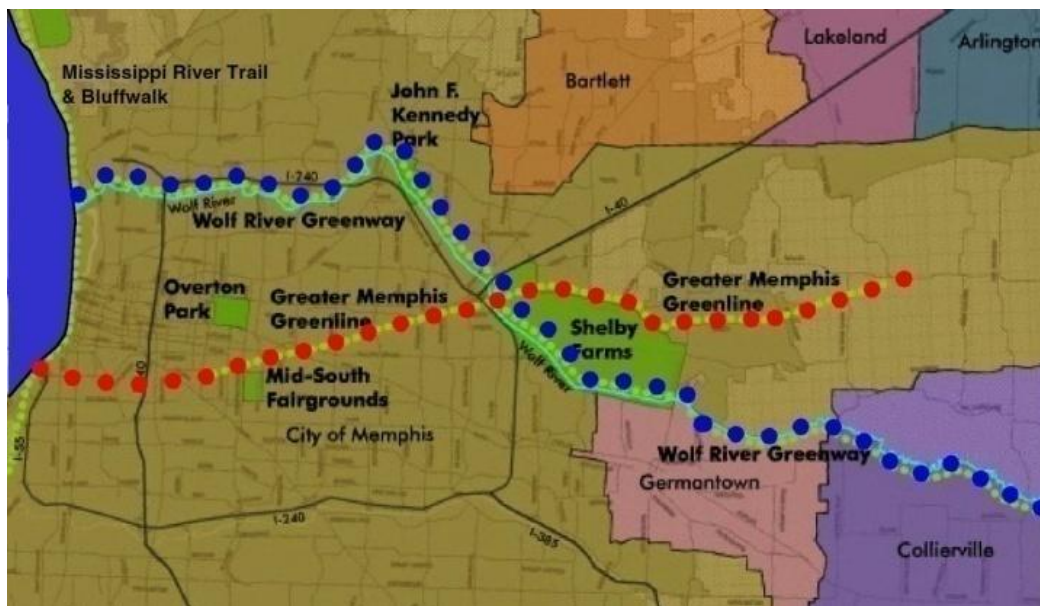 Lakeland
Arlington
Mississippi River Trail
& Bluffwalk
Bartlett
John F.
Kennedy
Park
I-240
Wolf River
Wolf River Greenway
I-40
Overton
Park
Greater Memphis
Greenline
Greater Memphis
Greenline
Shelby
Farms
Wolf River
40
Mid-South
Fairgrounds
City of Memphis
I-55
Wolf River Greenway
Germantown
I-240
I-385
Collierville